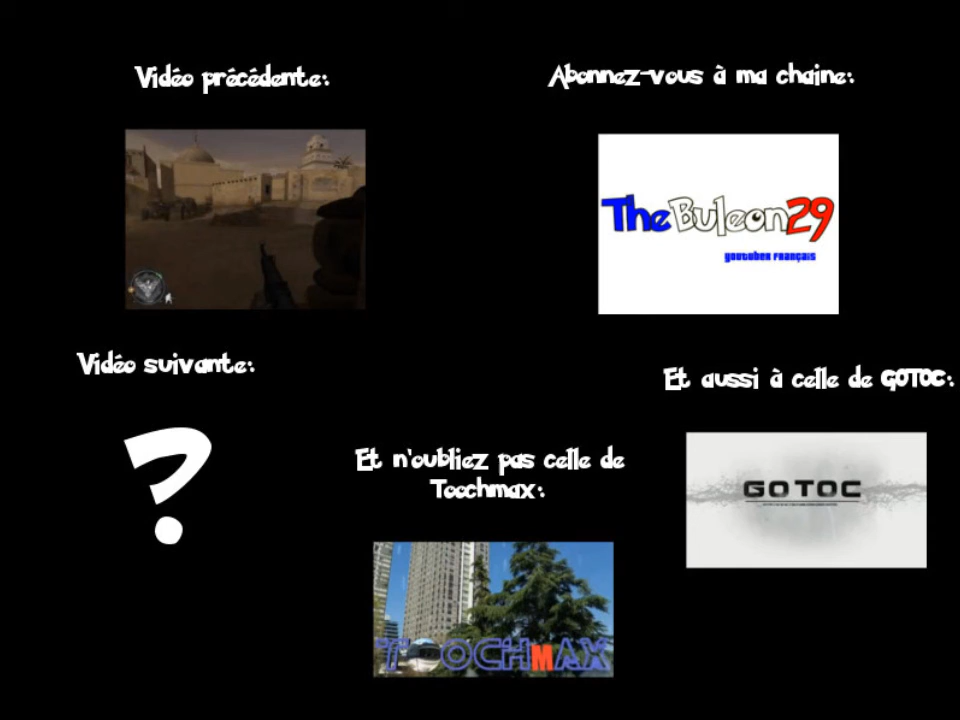 Vidéo précédente:
Abonnez-vous à ma chaine:
TheBuleon29
youtuber français
Vidéo suivante:
Et aussi à celle de GOTOC:
?
Et n'oubliez pas celle de
Toochmax:
GOTOC
TOOCHMAX